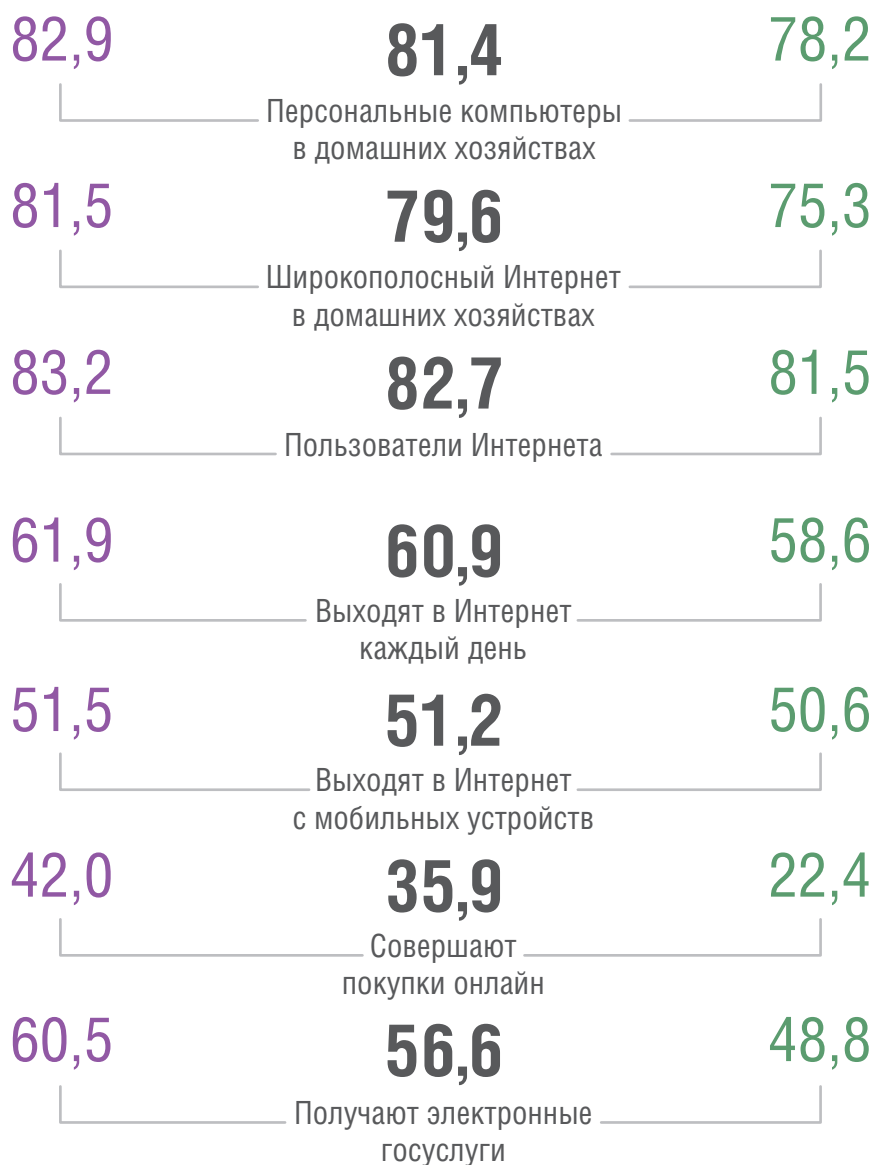 82,9 81,4 78,2
Персональные компьютеры
в домашних хозяйствах
81,5 79,6 75,3
Широкополосный Интернет
в домашних хозяйствах
83,2 82,7 81,5
Пользователи Интернета
61,9 60,9 58,6
Выходят в Интернет
каждый день
51,5 51,2 50,6
Выходят в Интернет
с мобильных устройств
42,0 35,9 22,4
Совершают
покупки онлайн
60,5 56,6 48,8
Получают электронные
госуслуги